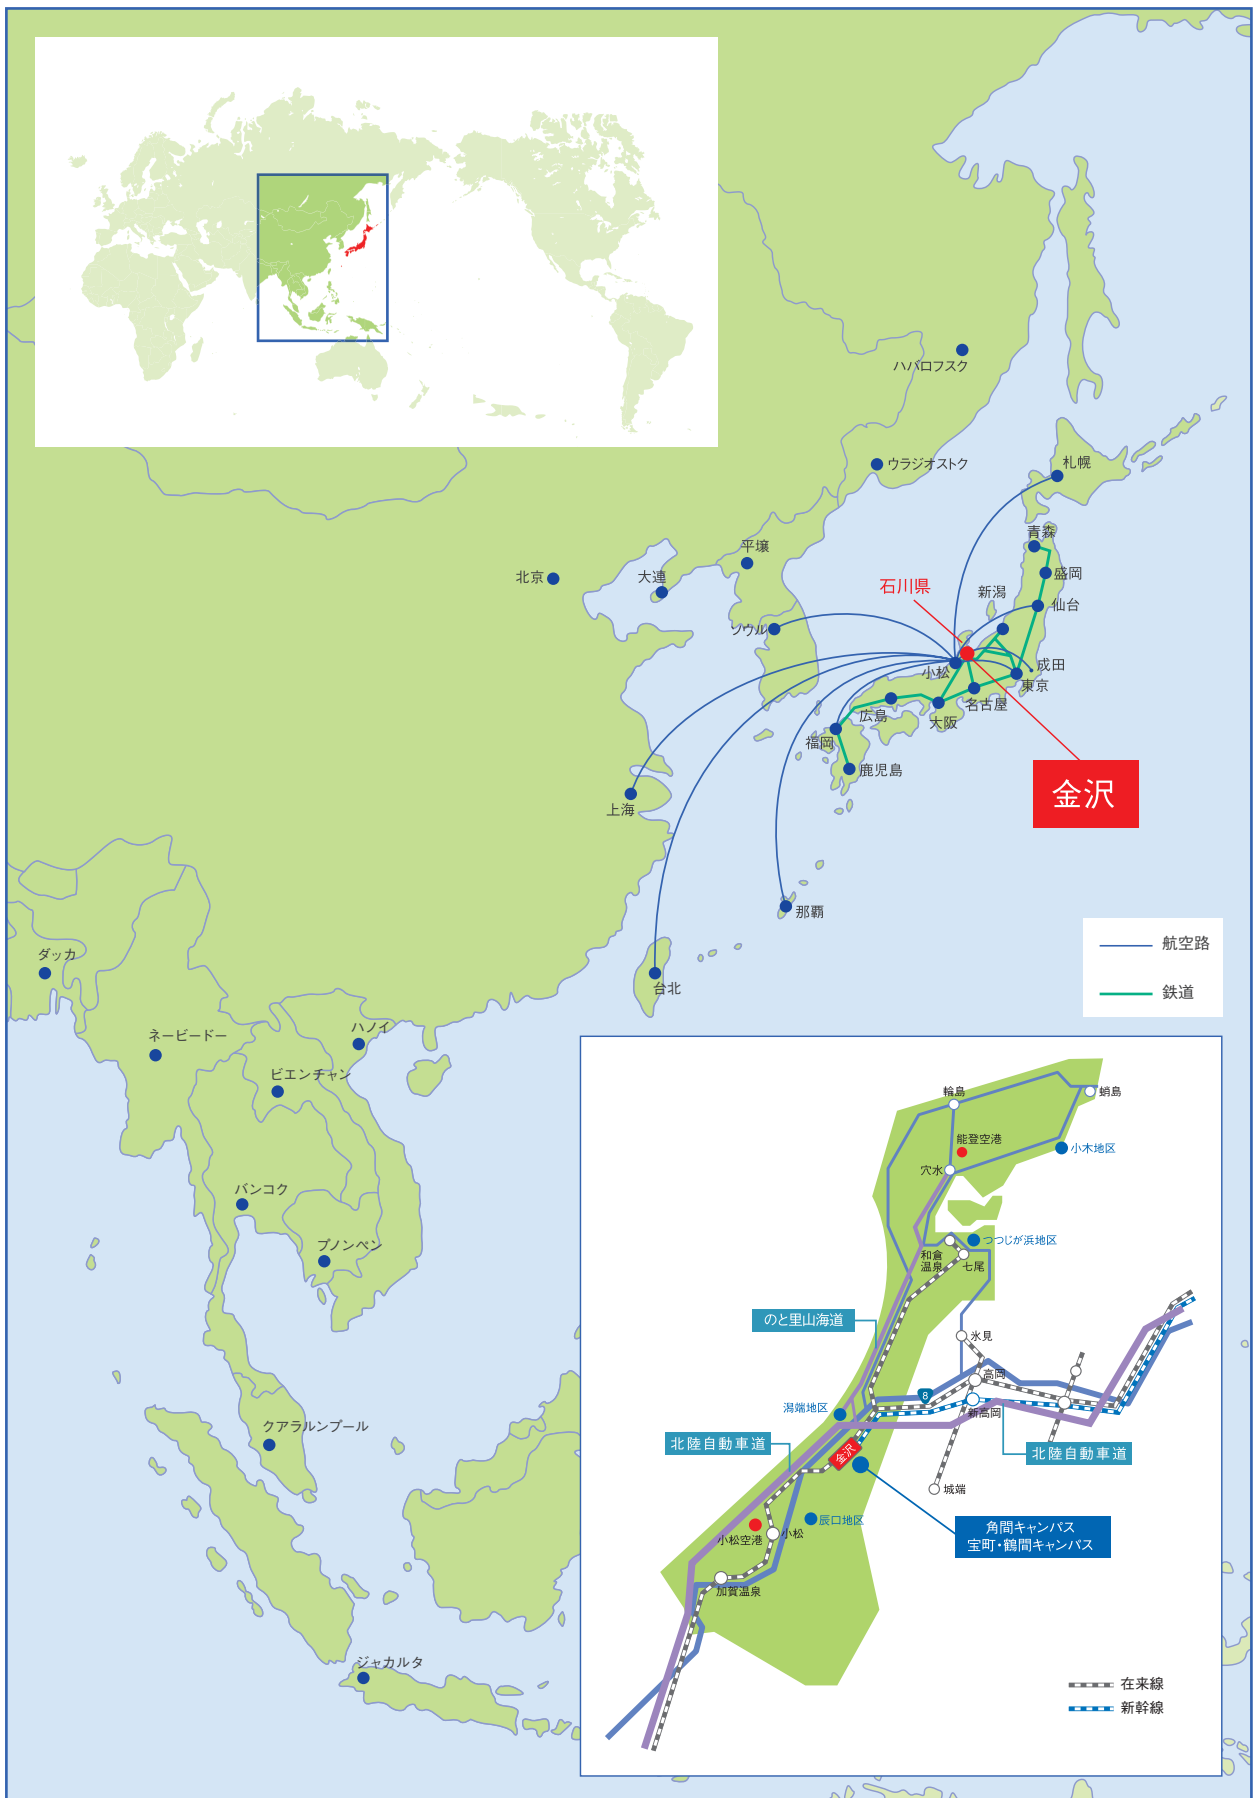 ハバロフスク
ウラジオストク
札幌
青森
平壌
北京
大連
盛岡
石川県
新潟
仙台
ソウル
成田
小松
東京
名古屋
広島
大阪
福岡
鹿児島
金沢
上海
那覇
航空路
ダッカ
台北
鉄道
ネーピードー
ハノイ
ビエンチャン
バンコク
プノンペン
クアラルンプール
ジャカルタ
輪島
蛸島
能登空港
小木地区
穴水
つつじが浜地区
和倉
温泉
七尾
のと里山海道
氷見
高岡
8
潟端地区
新高岡
北陸自動車道
金沢
北陸自動車道
城端
辰口地区
角間キャンパス
宝町・鶴間キャンパス
小松空港
小松
加賀温泉
在来線
新幹線